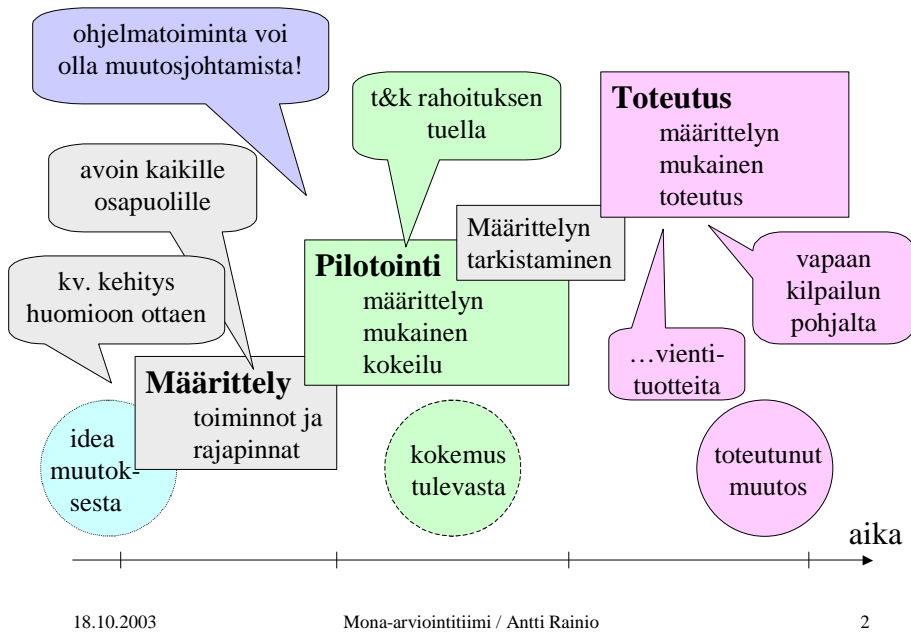 ohjelmatoiminta voi
olla muutosjohtamista!
t&k rahoituksen
tuella
Toteutus
määrittelyn
mukainen
toteutus
avoin kaikille
osapuolille
Määrittelyn
tarkistaminen
Pilotointi
määrittelyn
mukainen
kokeilu
vapaan
kilpailun
pohjalta
kv. kehitys
huomioon ottaen
…vienti-
tuotteita
Määrittely
toiminnot ja
rajapinnat
idea
muutok-
sesta
kokemus
tulevasta
toteutunut
muutos
aika
18.10.2003
Mona-arviointitiimi / Antti Rainio
2